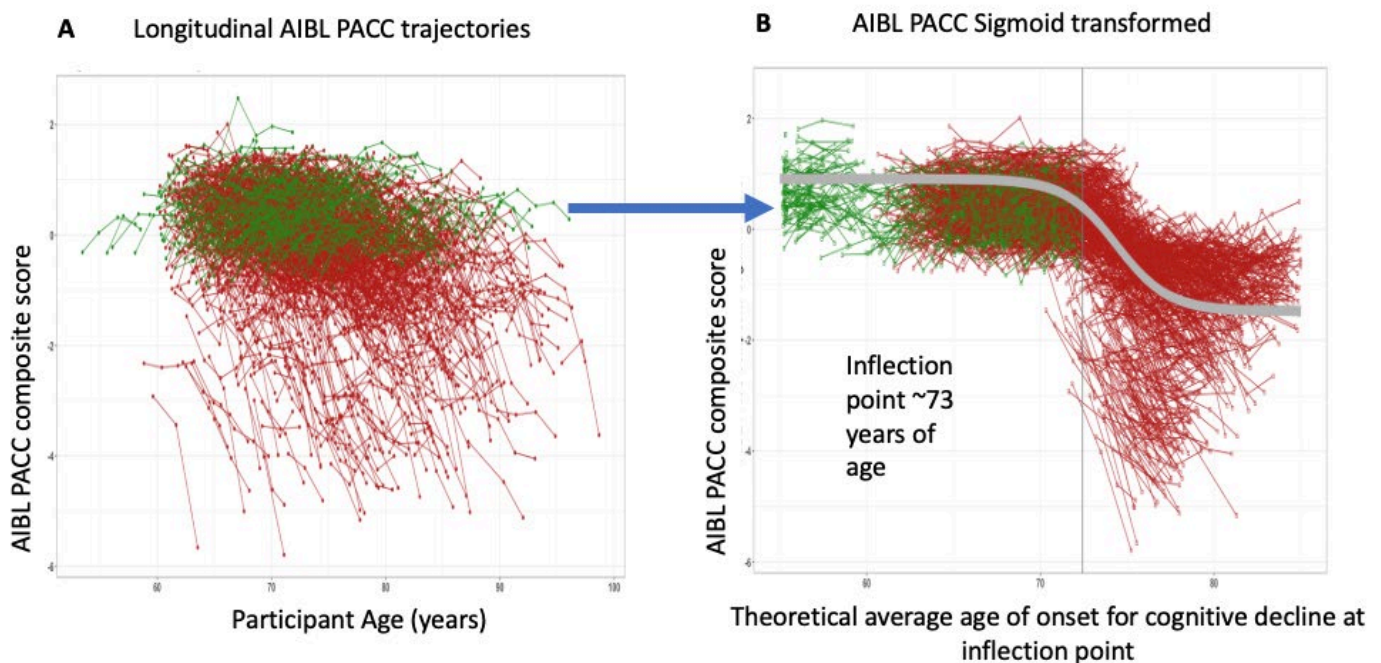 A Longitudinal AIBL PACC trajectories
AIBL PACC composite score
2
0
-2
-4
-6
60 70 80 90 100
Participant Age (years)
B AIBL PACC Sigmoid transformed
AIBL PACC composite score
2
0
-2
-4
-6
Inflection
point ~73
years of
age
60 70 80
Theoretical average age of onset for cognitive decline at
inflection point